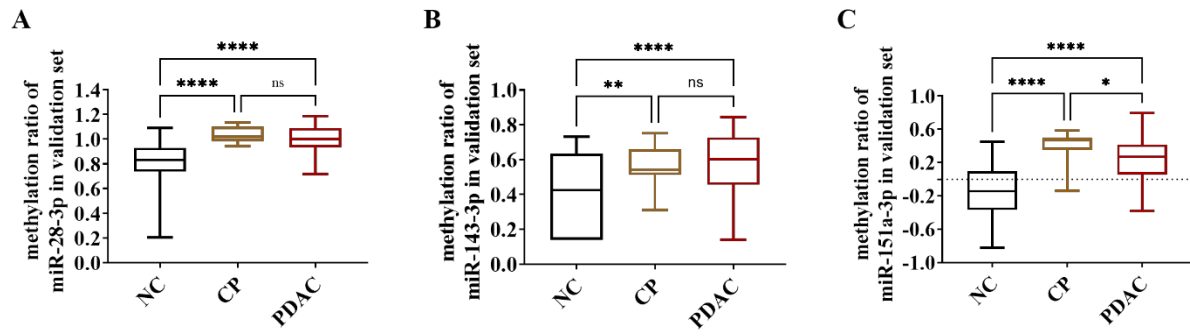 A
methylation ratio of
miR-28-3p in validation set
****
****
ns
1.4
1.2
1.0
0.8
0.6
0.4
0.2
0.0
NC
CP
PDAC
B
methylation ratio of
miR-143-3p in validation set
****
**
ns
1.0
0.8
0.6
0.4
0.2
0.0
NC
CP
PDAC
C
methylation ratio of
miR-151a-3p in validation set
****
****
*
1.0
0.6
0.2
-0.2
-0.6
-1.0
NC
CP
PDAC